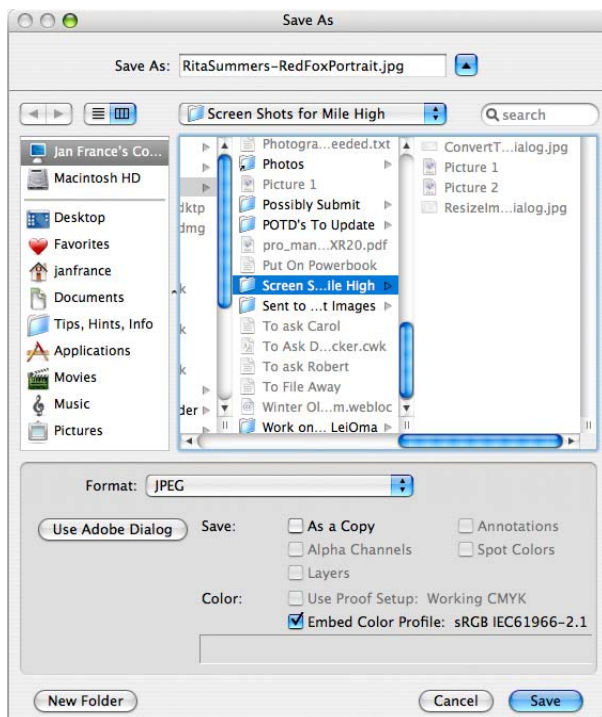 Save As
Save As: RitaSummers-RedFoxPortrait.jpg
Screen Shots for Mile High
search
Jan France's Co...
Macintosh HD
Desktop
Favorites
janfrance
Documents
Tips, Hints, Info
Applications
Movies
Music
Pictures
dktp
dmg
k
k
k
der
Photogra...eeded.txt
Photos
Picture 1
Possibly Submit
POTD's To Update
pro_man...XR20.pdf
Put On Powerbook
Screen S...ile High
Sent to ...t Images
To ask Carol
To Ask D...cker.cwk
To ask Robert
To File Away
Winter Ol...m.webloc
Work on... LeiOma
ConvertT...ialog.jpg
Picture 1
Picture 2
ResizeIm...ialog.jpg
Format: JPEG
Use Adobe Dialog
Save: As a Copy Annotations
Alpha Channels Spot Colors
Layers
Color: Use Proof Setup: Working CMYK
Embed Color Profile: sRGB IEC61966-2.1
New Folder Cancel Save